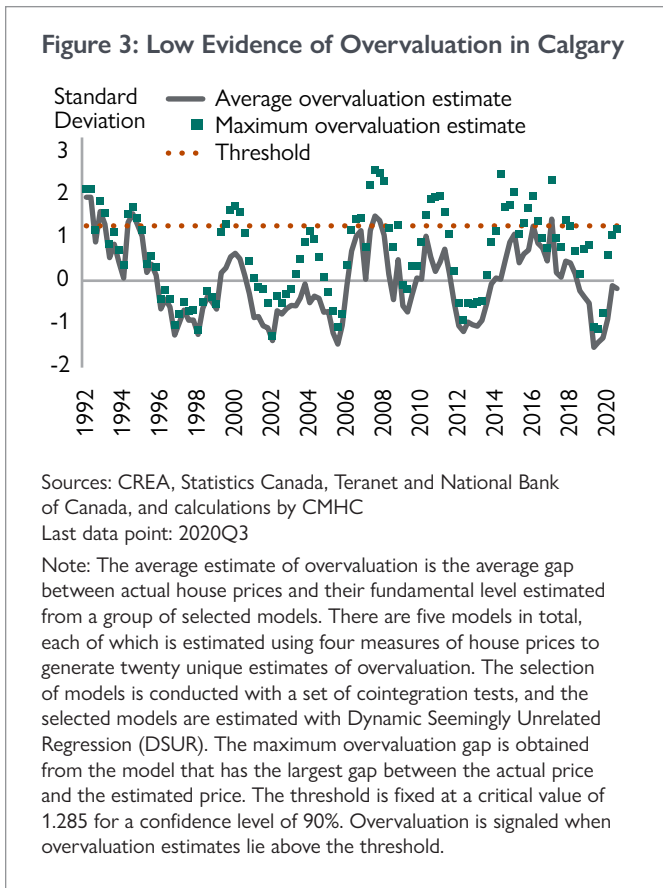 Figure 3: Low Evidence of Overvaluation in Calgary
Standard
Deviation
Average overvaluation estimate
Maximum overvaluation estimate
Threshold
3
2
1
0
-1
-2
1992
1994
1996
1998
2000
2002
2004
2006
2008
2010
2012
2014
2016
2018
2020
Sources: CREA, Statistics Canada, Teranet and National Bank
of Canada, and calculations by CMHC
Last data point: 2020Q3
Note: The average estimate of overvaluation is the average gap
between actual house prices and their fundamental level estimated
from a group of selected models. There are five models in total,
each of which is estimated using four measures of house prices to
generate twenty unique estimates of overvaluation. The selection
of models is conducted with a set of cointegration tests, and the
selected models are estimated with Dynamic Seemingly Unrelated
Regression (DSUR). The maximum overvaluation gap is obtained
from the model that has the largest gap between the actual price
and the estimated price. The threshold is fixed at a critical value of
1.285 for a confidence level of 90%. Overvaluation is signaled when
overvaluation estimates lie above the threshold.